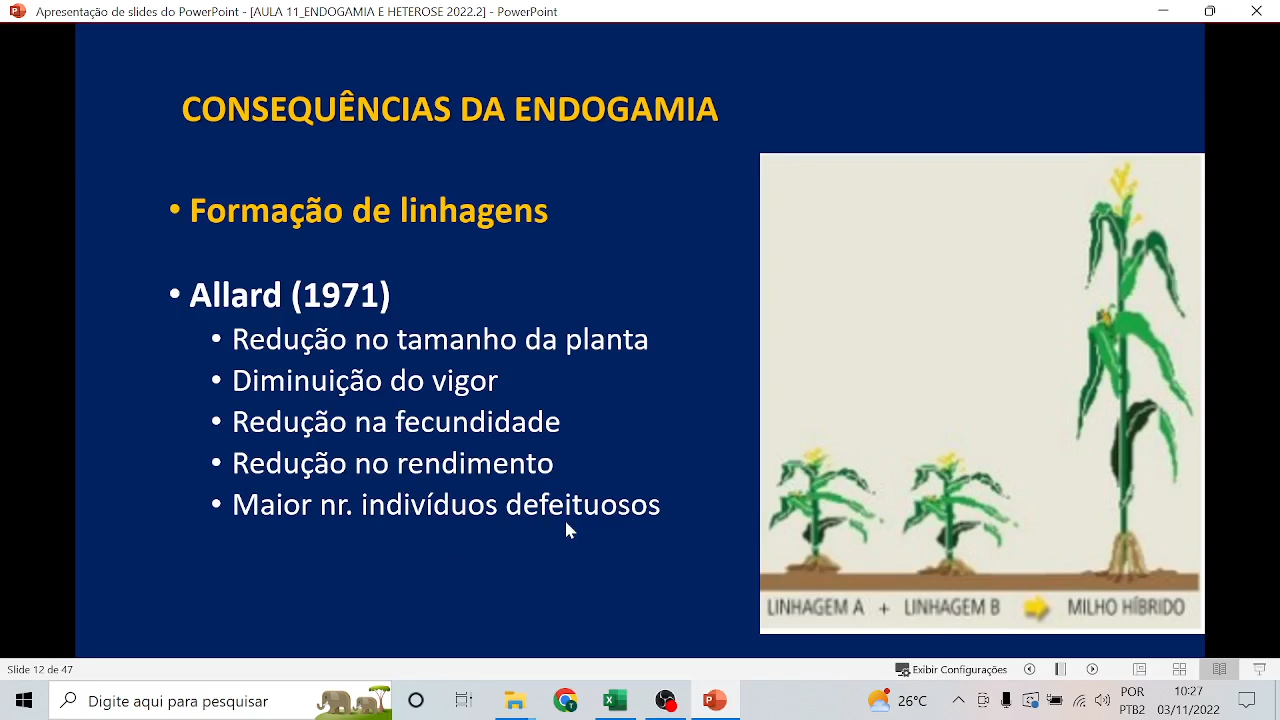 Apresentação de slides do PowerPoint - [AULA 11_ENDOGAMIA E HETEROSE 2022.2] - PowerPoint
CONSEQUÊNCIAS DA ENDOGAMIA
• Formação de linhagens
• Allard (1971)
• Redução no tamanho da planta
• Diminuição do vigor
• Redução na fecundidade
• Redução no rendimento
• Maior nr. indivíduos defeituosos
LINHAGEM A + LINHAGEM B MILHO HÍBRIDO
Slide 12 de 47
Exibir Configurações
Digite aqui para pesquisar
26°C
POR
PTB2
10:27
03/11/2022